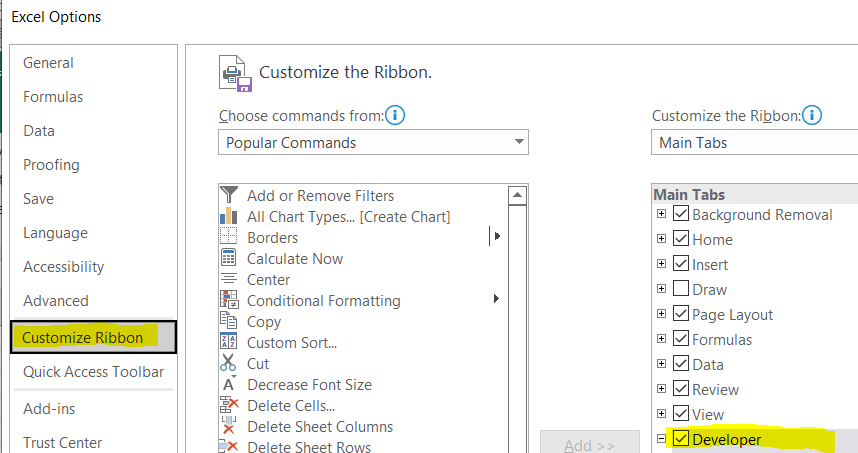 Excel Options
General
Formulas
Data
Proofing
Save
Language
Accessibility
Advanced
Customize Ribbon
Quick Access Toolbar
Add-ins
Trust Center
Customize the Ribbon.
Choose commands from:
Popular Commands
Add or Remove Filters
All Chart Types... [Create Chart]
Borders
Calculate Now
Center
Conditional Formatting
Copy
Custom Sort...
Cut
Decrease Font Size
Delete Cells...
Delete Sheet Columns
Delete Sheet Rows
Add >>
Customize the Ribbon:
Main Tabs
Main Tabs
Background Removal
Home
Insert
Draw
Page Layout
Formulas
Data
Review
View
Developer